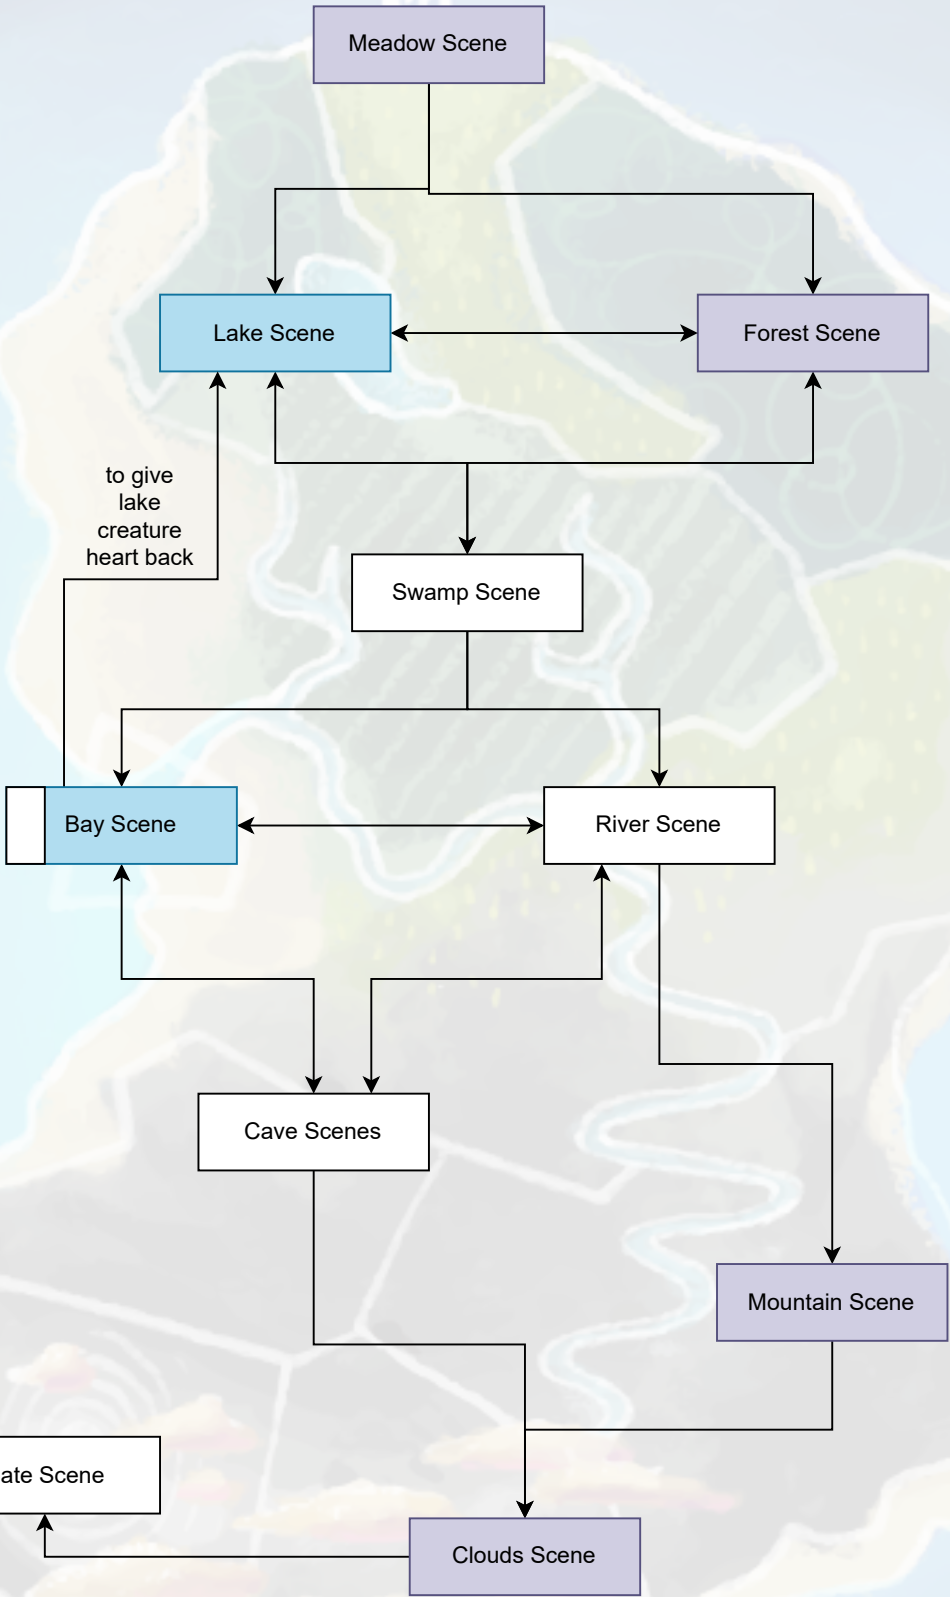 Meadow Scene
Lake Scene
Forest Scene
to give
lake
creature
heart back
Swamp Scene
Bay Scene
River Scene
Cave Scenes
Mountain Scene
ate Scene
Clouds Scene